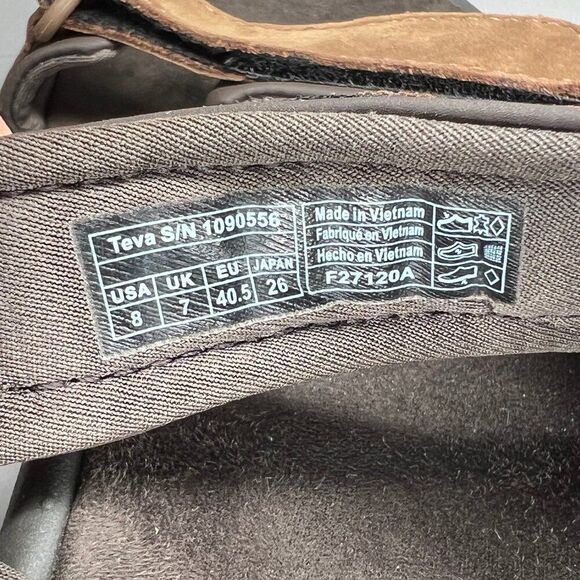 Teva S/N 1090556
USA UK EU JAPAN
8 7 40.5 26
Made in Vietnam
Fabriqué en Vietnam
Hecho en Vietnam
F27120A